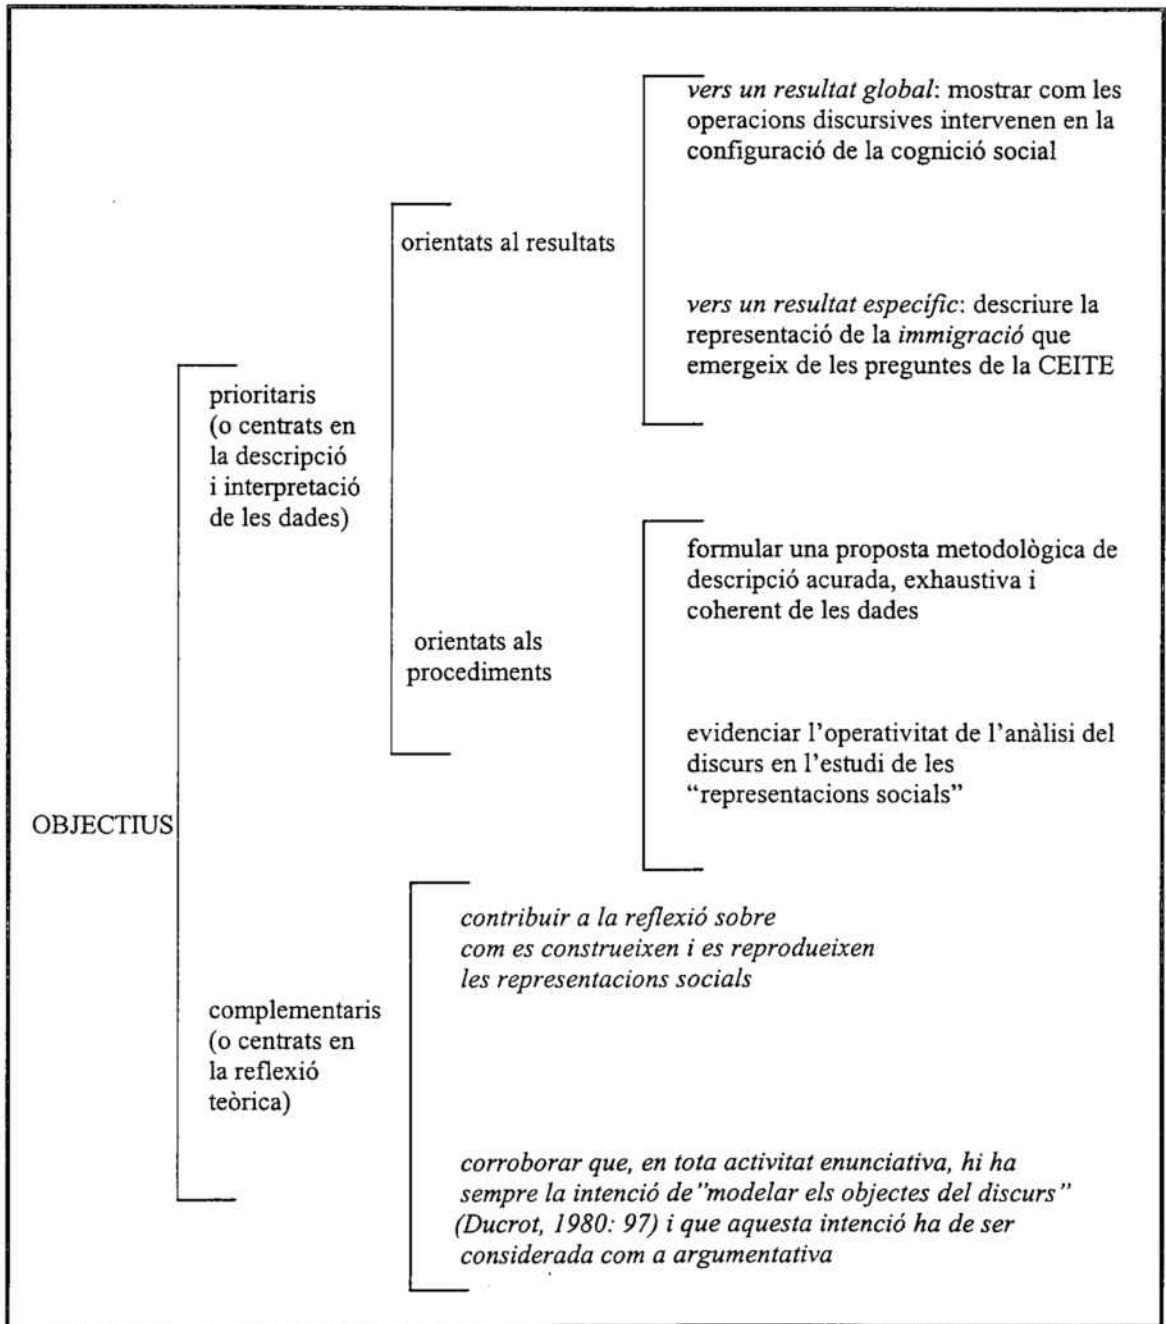 vers un resultat global: mostrar com les
operacions discursives intervenen en la
configuració de la cognició social
orientats al resultats
vers un resultat específic: descriure la
representació de la immigració que
emergeix de les preguntes de la CEITE
prioritaris
(o centrats en
la descripció
i interpretació
de les dades)
formular una proposta metodològica de
descripció acurada, exhaustiva i
coherent de les dades
orientats als
procediments
evidenciar l’operativitat de l’anàlisi del
discurs en l’estudi de les
“representacions socials”
OBJECTIUS
contribuir a la reflexió sobre
com es construeixen i es reprodueixen
les representacions socials
complementaris
(o centrats en
la reflexió
teòrica)
corroborar que, en tota activitat enunciativa, hi ha
sempre la intenció de ”modelar els objectes del discurs”
(Ducrot, 1980: 97) i que aquesta intenció ha de ser
considerada com a argumentativa